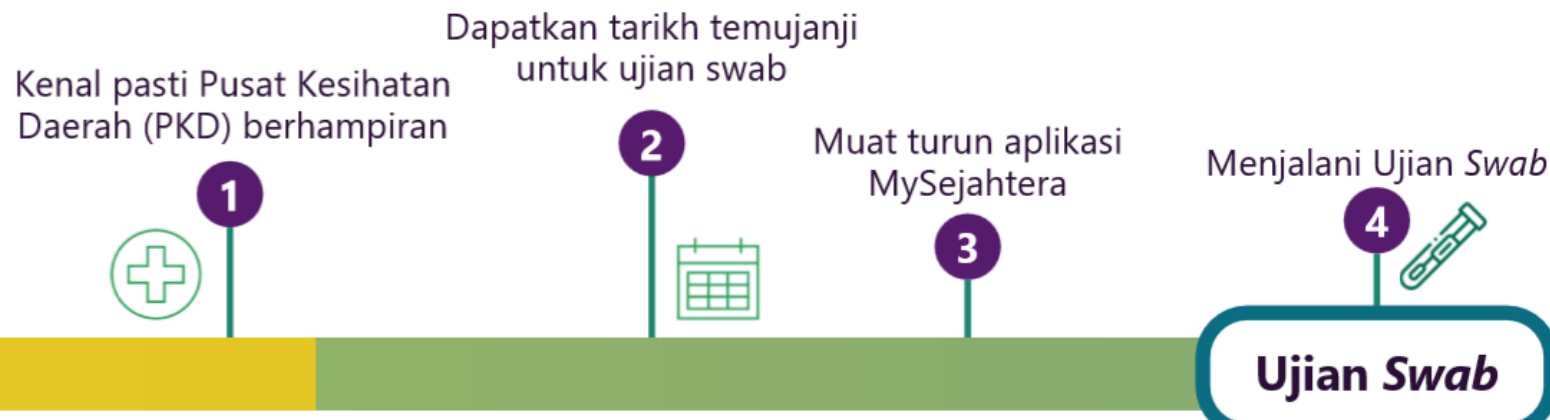 Kenal pasti Pusat Kesihatan
Daerah (PKD) berhampiran
1
Dapatkan tarikh temujanji
untuk ujian swab
2
Muat turun aplikasi
MySejahtera
3
Menjalani Ujian Swab
4
Ujian Swab